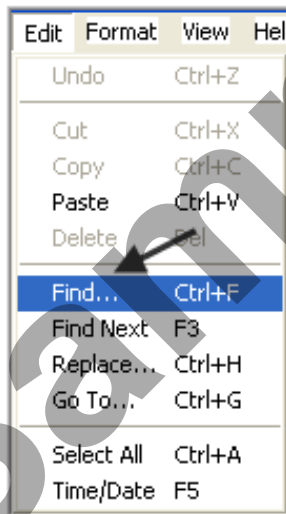 Edit Format View Hel
Undo Ctrl+Z
Cut Ctrl+X
Copy Ctrl+C
Paste Ctrl+V
Delete Del
Find... Ctrl+F
Find Next F3
Replace... Ctrl+H
Go To... Ctrl+G
Select All Ctrl+A
Time/Date F5